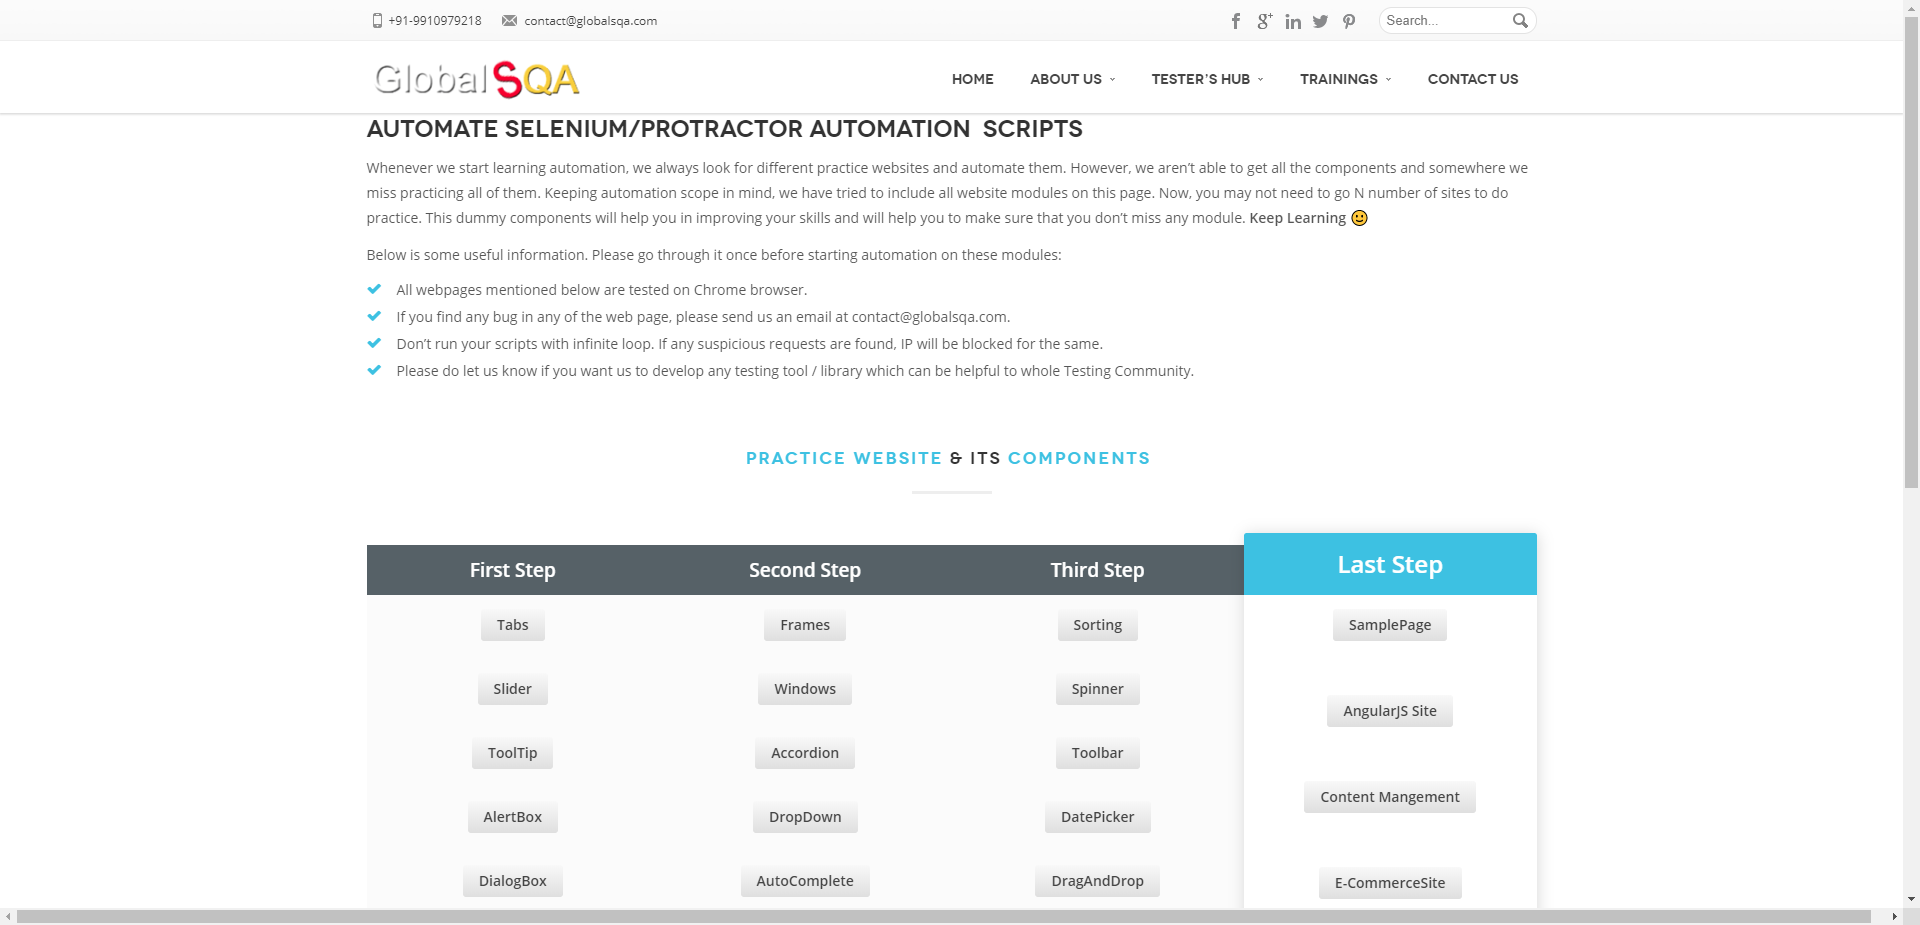 +91-9910979218 contact@globalsqa.com
Search...
GlobalSQA
HOME ABOUT US TESTER'S HUB TRAININGS CONTACT US
AUTOMATE SELENIUM/PROTRACTOR AUTOMATION SCRIPTS
Whenever we start learning automation, we always look for different practice websites and automate them. However, we aren’t able to get all the components and somewhere we
miss practicing all of them. Keeping automation scope in mind, we have tried to include all website modules on this page. Now, you may not need to go N number of sites to do
practice. This dummy components will help you in improving your skills and will help you to make sure that you don’t miss any module. Keep Learning
Below is some useful information. Please go through it once before starting automation on these modules:
All webpages mentioned below are tested on Chrome browser.
If you find any bug in any of the web page, please send us an email at contact@globalsqa.com.
Don’t run your scripts with infinite loop. If any suspicious requests are found, IP will be blocked for the same.
Please do let us know if you want us to develop any testing tool / library which can be helpful to whole Testing Community.
PRACTICE WEBSITE & ITS COMPONENTS
First Step Second Step Third Step Last Step
Tabs Frames Sorting SamplePage
Slider Windows Spinner
AngularJS Site
ToolTip Accordion Toolbar
Content Mangement
AlertBox DropDown DatePicker
DialogBox AutoComplete DragAndDrop E-CommerceSite